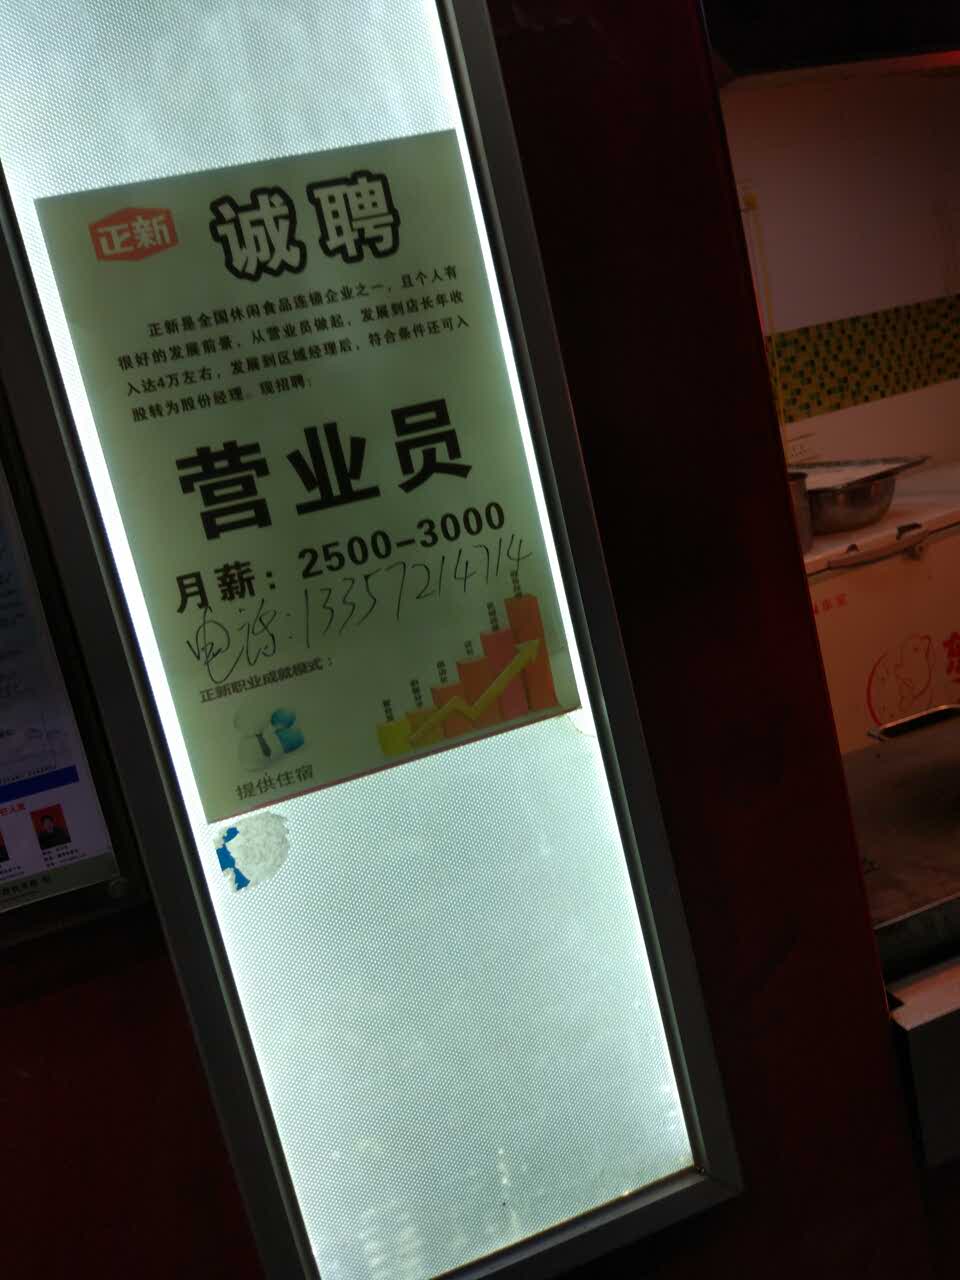 正新
诚聘
正新是全国休闲食品连锁企业之一，且个人有
很好的发展前景，从营业员做起，发展到店长年收
入达4万左右，发展到区域经理后，符合条件还可入
股转为股份经理。现招聘：
营业员
月薪：2500-3000
电话：13357214714
正新职业成就模式：
提供住宿